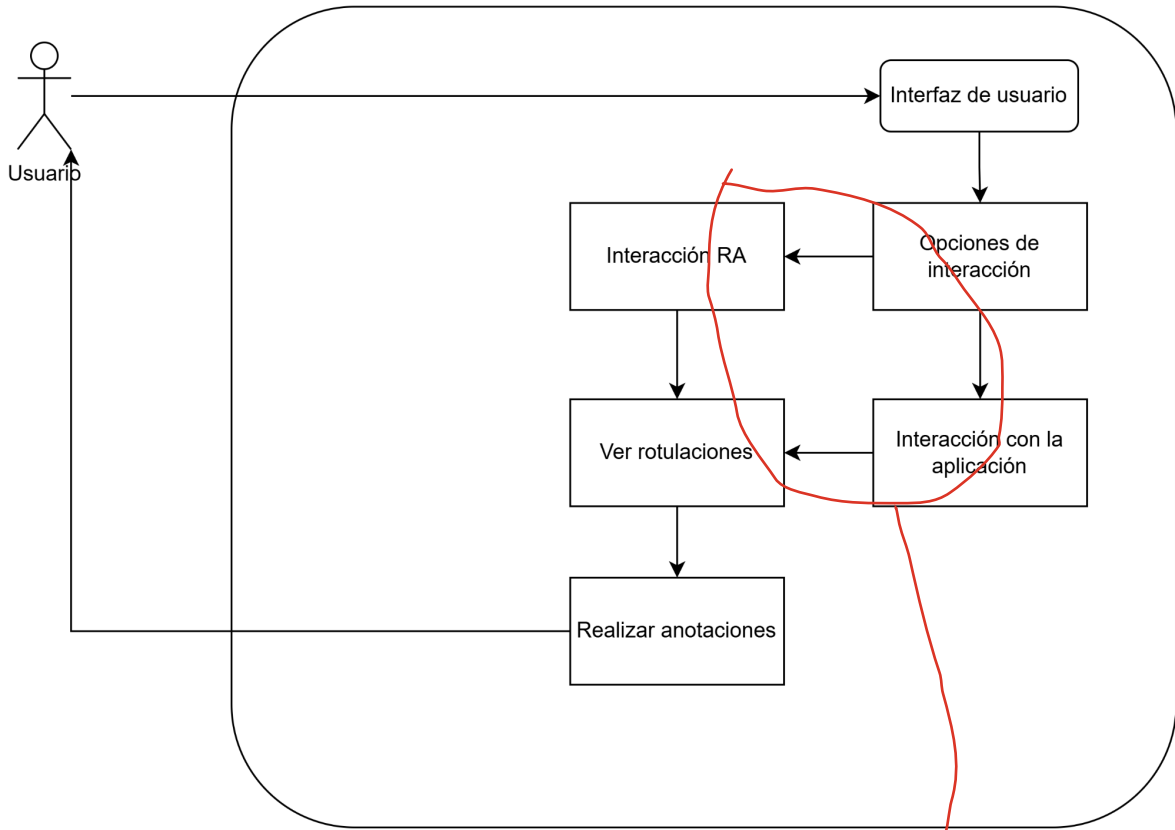 Usuario
Interfaz de usuario
Interacción RA
Opciones de
interacción
Ver rotulaciones
Interacción con la
aplicación
Realizar anotaciones